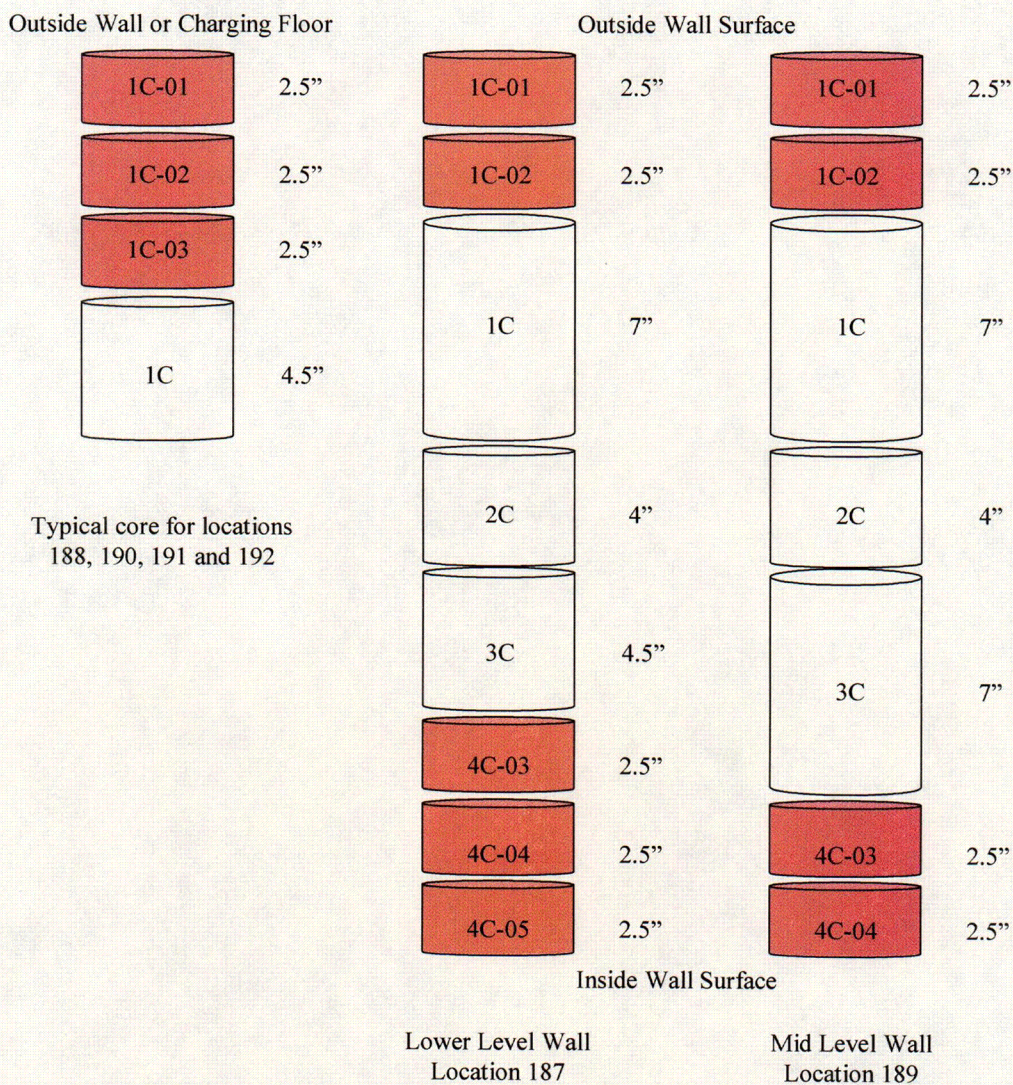 Outside Wall or Charging Floor
1C-01 2.5”
1C-02 2.5”
1C-03 2.5”
1C 4.5”
Typical core for locations
188, 190, 191 and 192
Outside Wall Surface
1C-01 2.5”
1C-02 2.5”
1C 7”
2C 4”
3C 4.5”
4C-03 2.5”
4C-04 2.5”
4C-05 2.5”
1C-01 2.5”
1C-02 2.5”
1C 7”
2C 4”
3C 7”
4C-03 2.5”
4C-04 2.5”
Inside Wall Surface
Lower Level Wall
Location 187
Mid Level Wall
Location 189